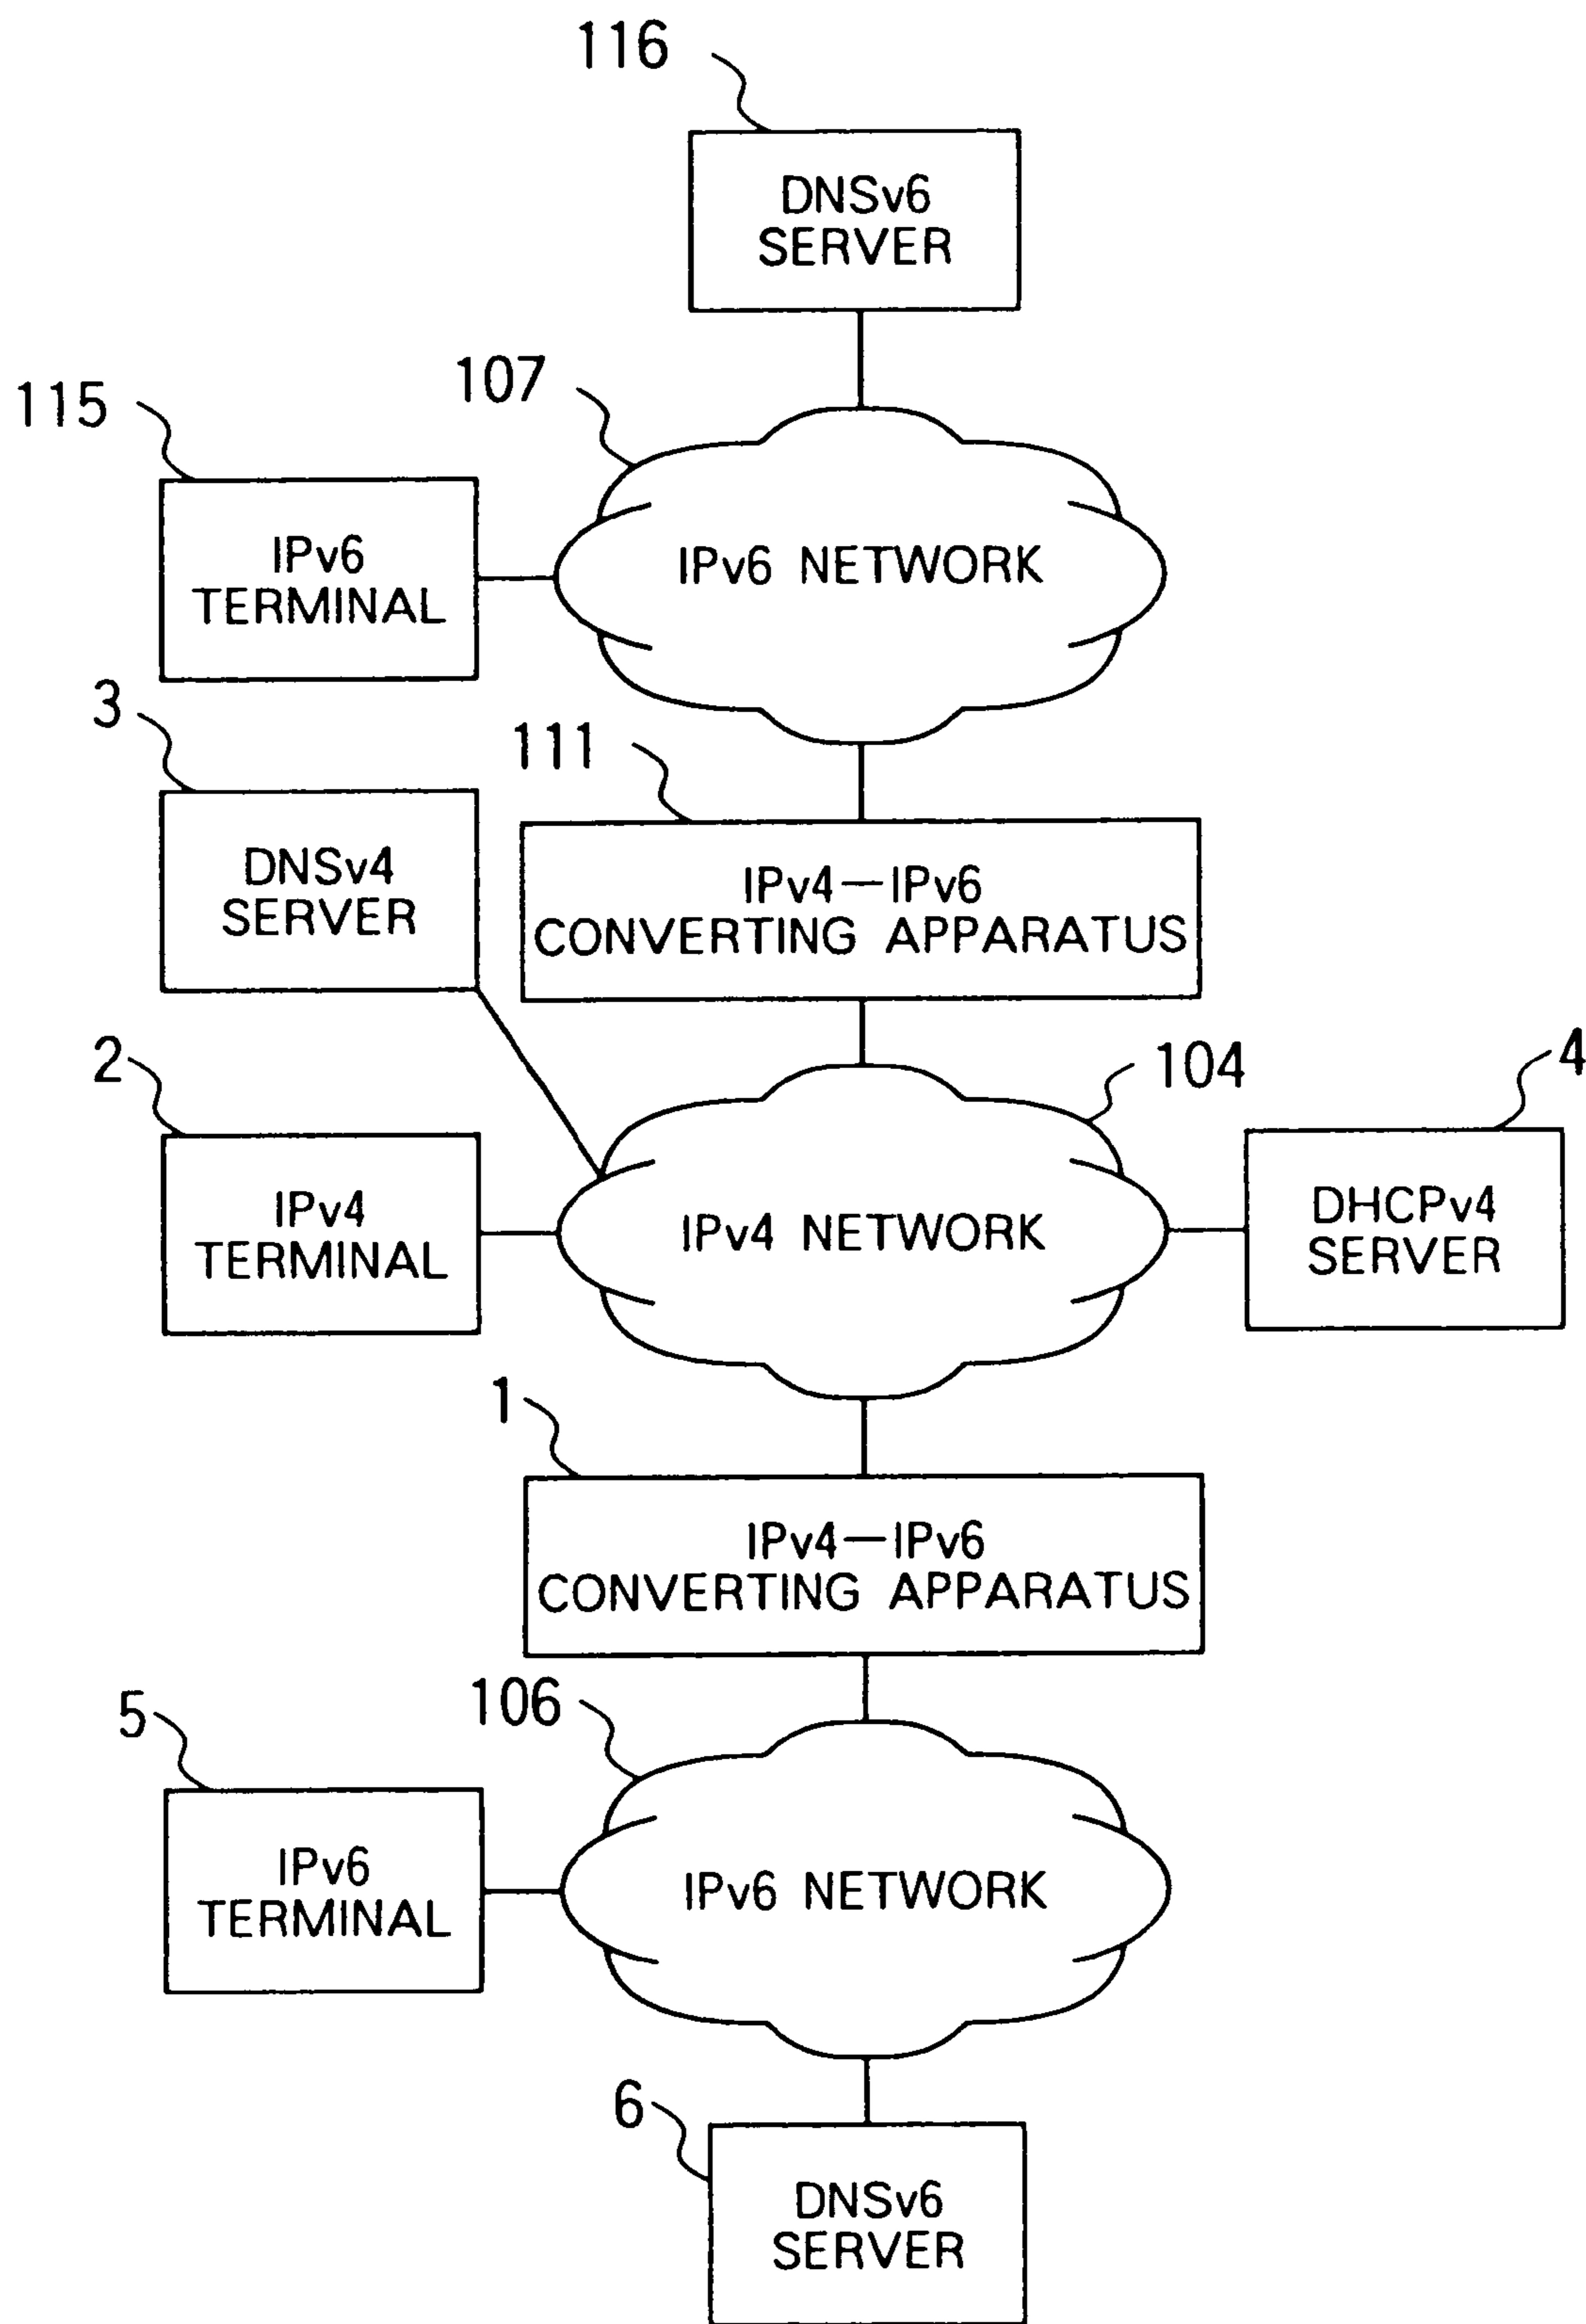 116
DNSv6
SERVER
107
115
IPv6
TERMINAL
IPv6 NETWORK
3
111
DNSv4
SERVER
IPv4—IPv6
CONVERTING APPARATUS
2
104
4
IPv4
TERMINAL
IPv4 NETWORK
DHCPv4
SERVER
1
IPv4—IPv6
CONVERTING APPARATUS
106
5
IPv6
TERMINAL
IPv6 NETWORK
6
DNSv6
SERVER